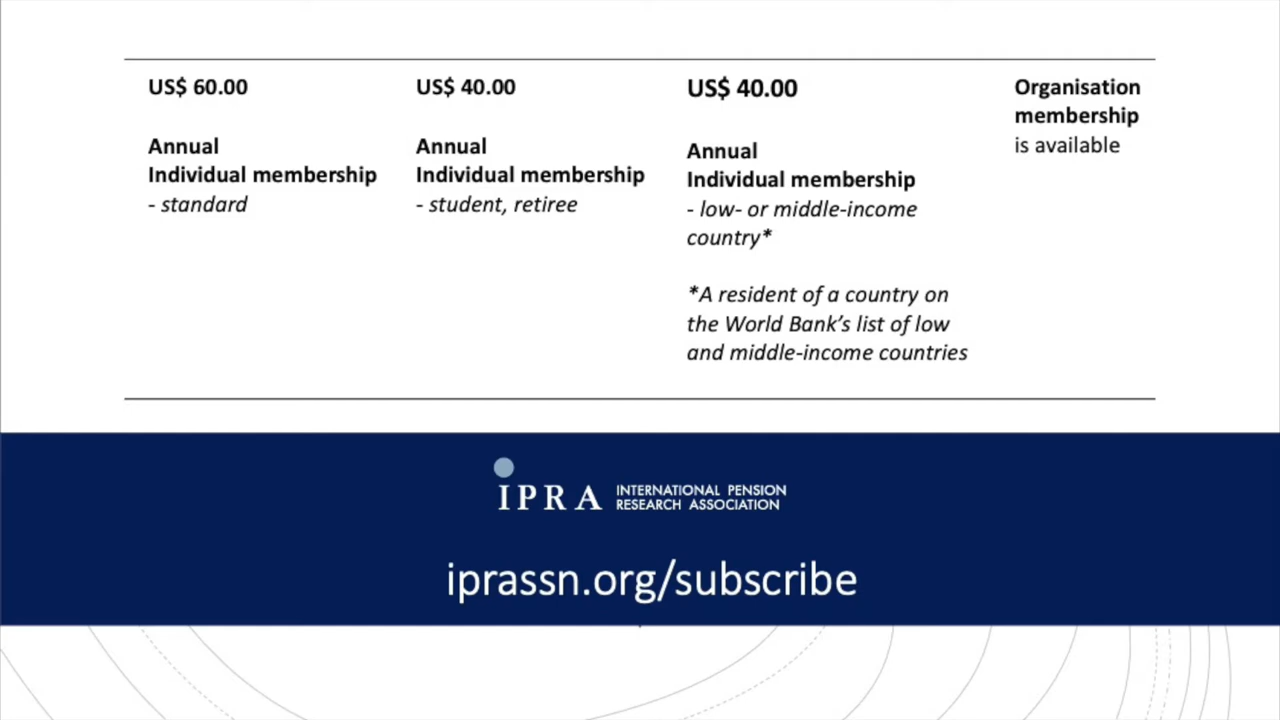 US$ 60.00
Annual
Individual membership
- standard
US$ 40.00
Annual
Individual membership
- student, retiree
US$ 40.00
Annual
Individual membership
- low- or middle-income
country*
*A resident of a country on
the World Bank’s list of low
and middle-income countries
Organisation
membership
is available
IPRA
INTERNATIONAL PENSION
RESEARCH ASSOCIATION
iprassn.org/subscribe